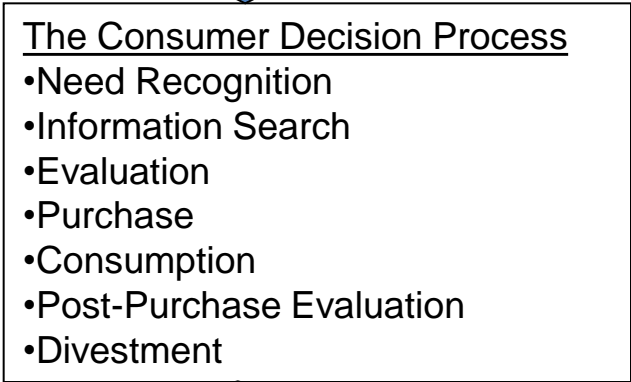 The Consumer Decision Process
•Need Recognition
•Information Search
•Evaluation
•Purchase
•Consumption
•Post-Purchase Evaluation
•Divestment